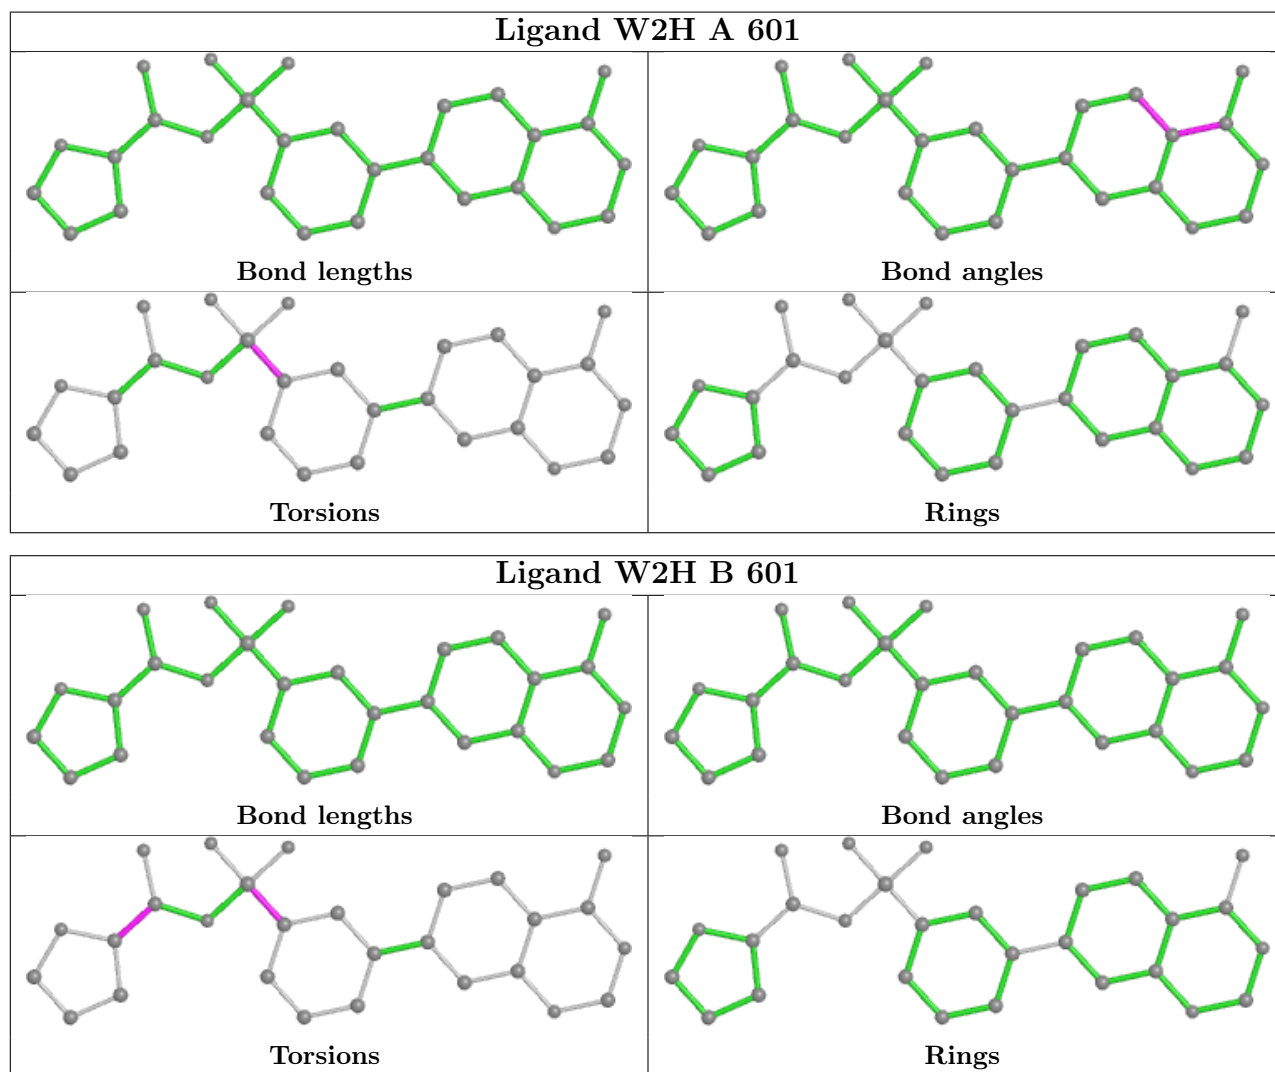 Ligand W2H A 601
Bond lengths
Bond angles
Torsions
Rings
Ligand W2H B 601
Bond lengths
Bond angles
Torsions
Rings